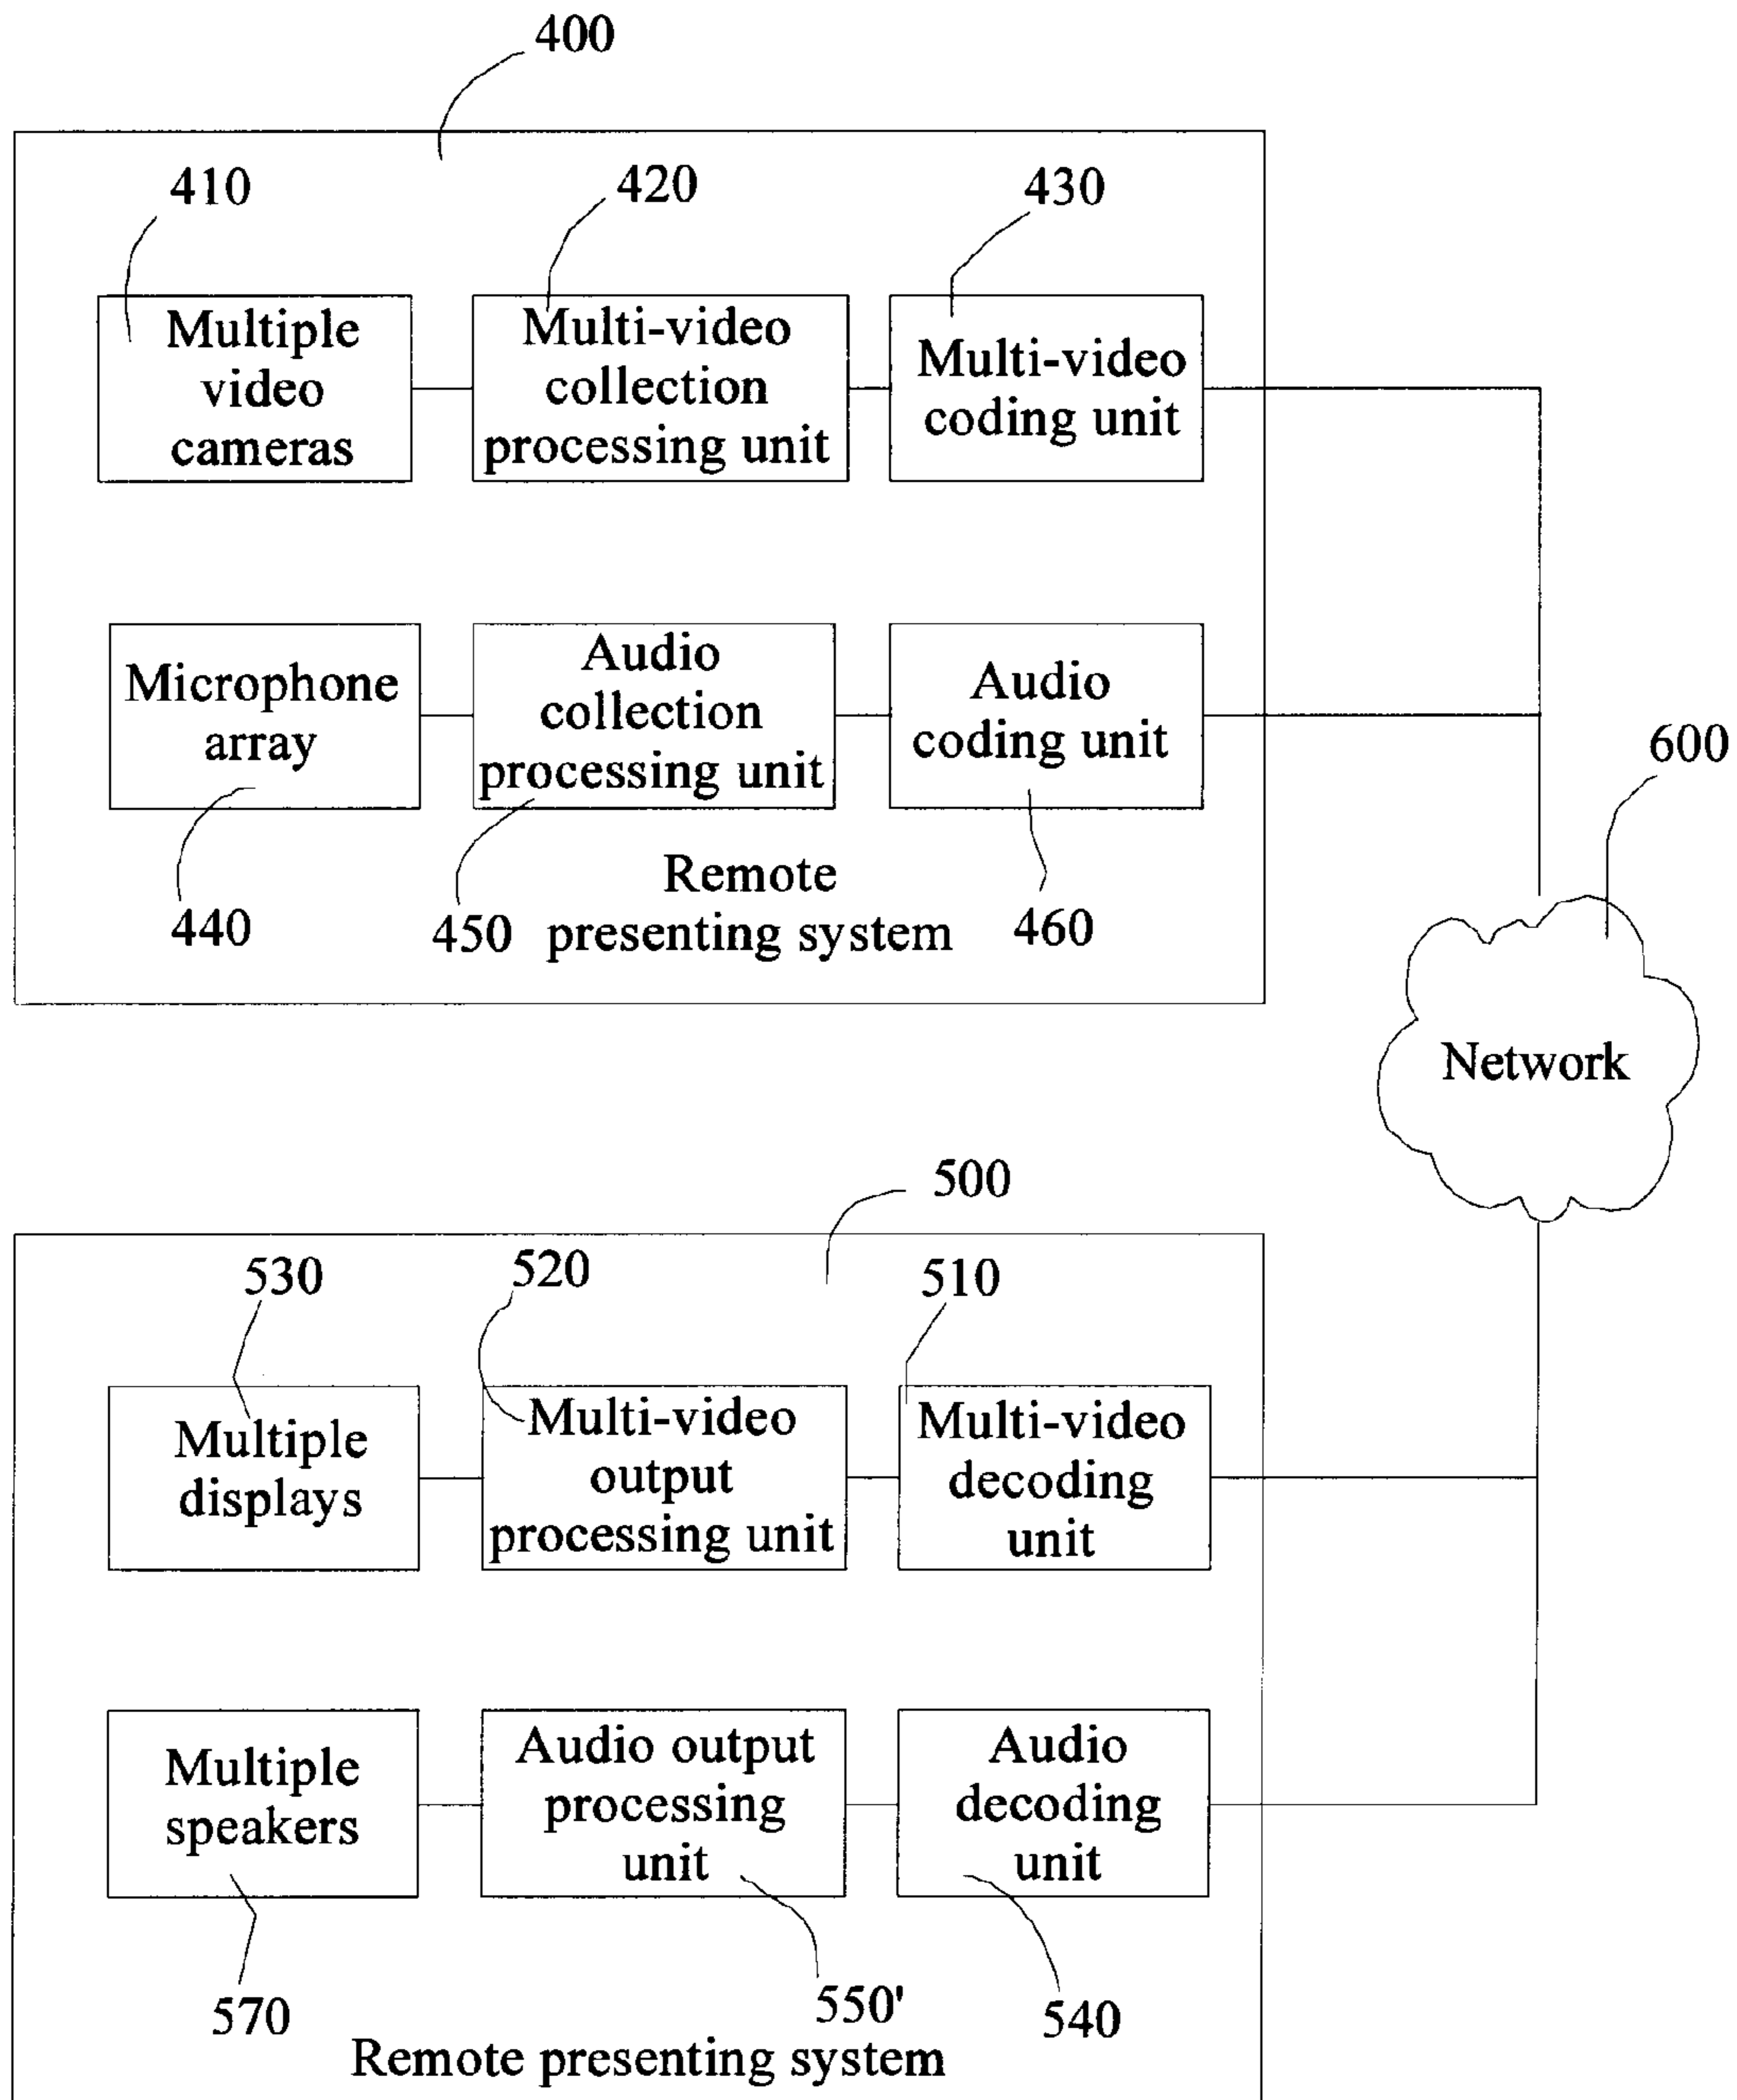 400
410
420
430
Multiple
video
cameras
Multi-video
collection
processing unit
Multi-video
coding unit
Microphone
array
Audio
collection
processing unit
Audio
coding unit
600
440
450
Remote
presenting system
460
Network
500
530
520
510
Multiple
displays
Multi-video
output
processing unit
Multi-video
decoding
unit
Multiple
speakers
Audio output
processing
unit
Audio
decoding
unit
570
550'
540
Remote presenting system